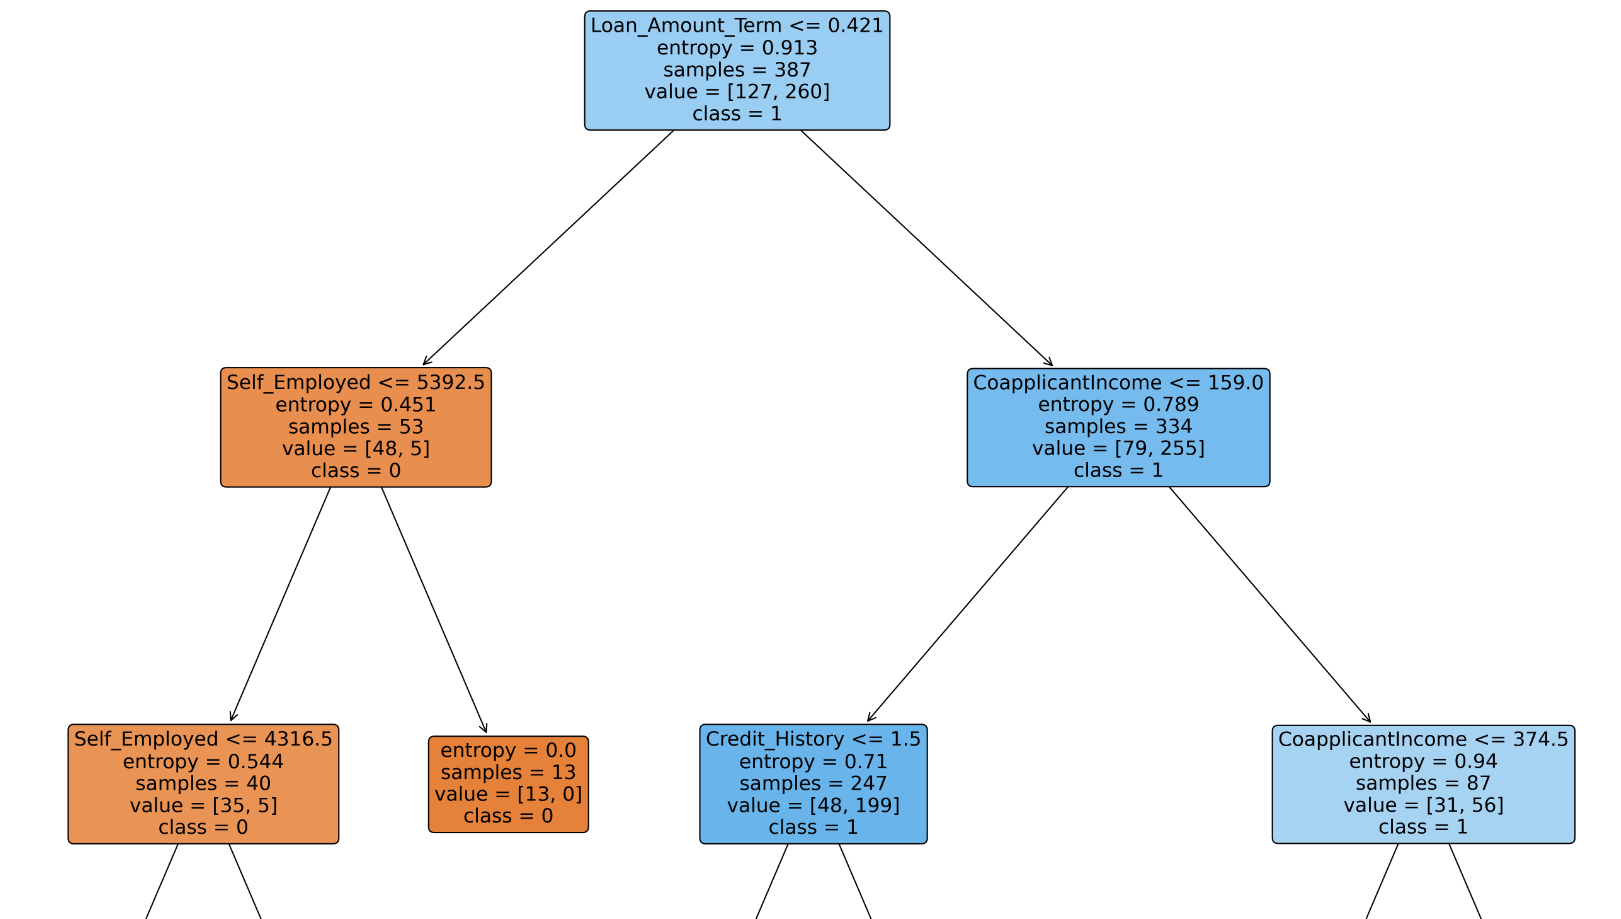 Loan_Amount_Term <= 0.421
entropy = 0.913
samples = 387
value = [127, 260]
class = 1
Self_Employed <= 5392.5
entropy = 0.451
samples = 53
value = [48, 5]
class = 0
CoapplicantIncome <= 159.0
entropy = 0.789
samples = 334
value = [79, 255]
class = 1
Self_Employed <= 4316.5
entropy = 0.544
samples = 40
value = [35, 5]
class = 0
entropy = 0.0
samples = 13
value = [13, 0]
class = 0
Credit_History <= 1.5
entropy = 0.71
samples = 247
value = [48, 199]
class = 1
CoapplicantIncome <= 374.5
entropy = 0.94
samples = 87
value = [31, 56]
class = 1